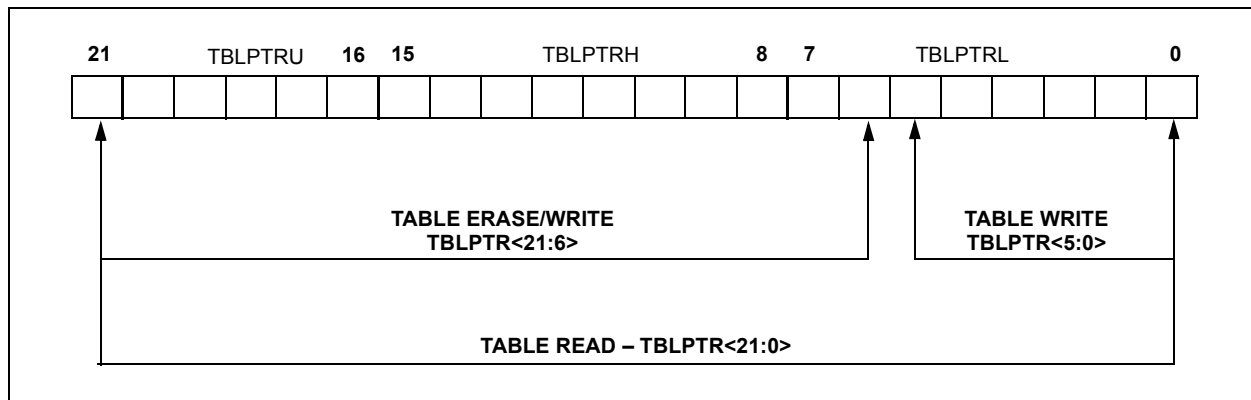 21 TBLPTRU 16 15 TBLPTRH 8 7 TBLPTRL 0
TABLE ERASE/WRITE
TBLPTR<21:6>
TABLE WRITE
TBLPTR<5:0>
TABLE READ – TBLPTR<21:0>